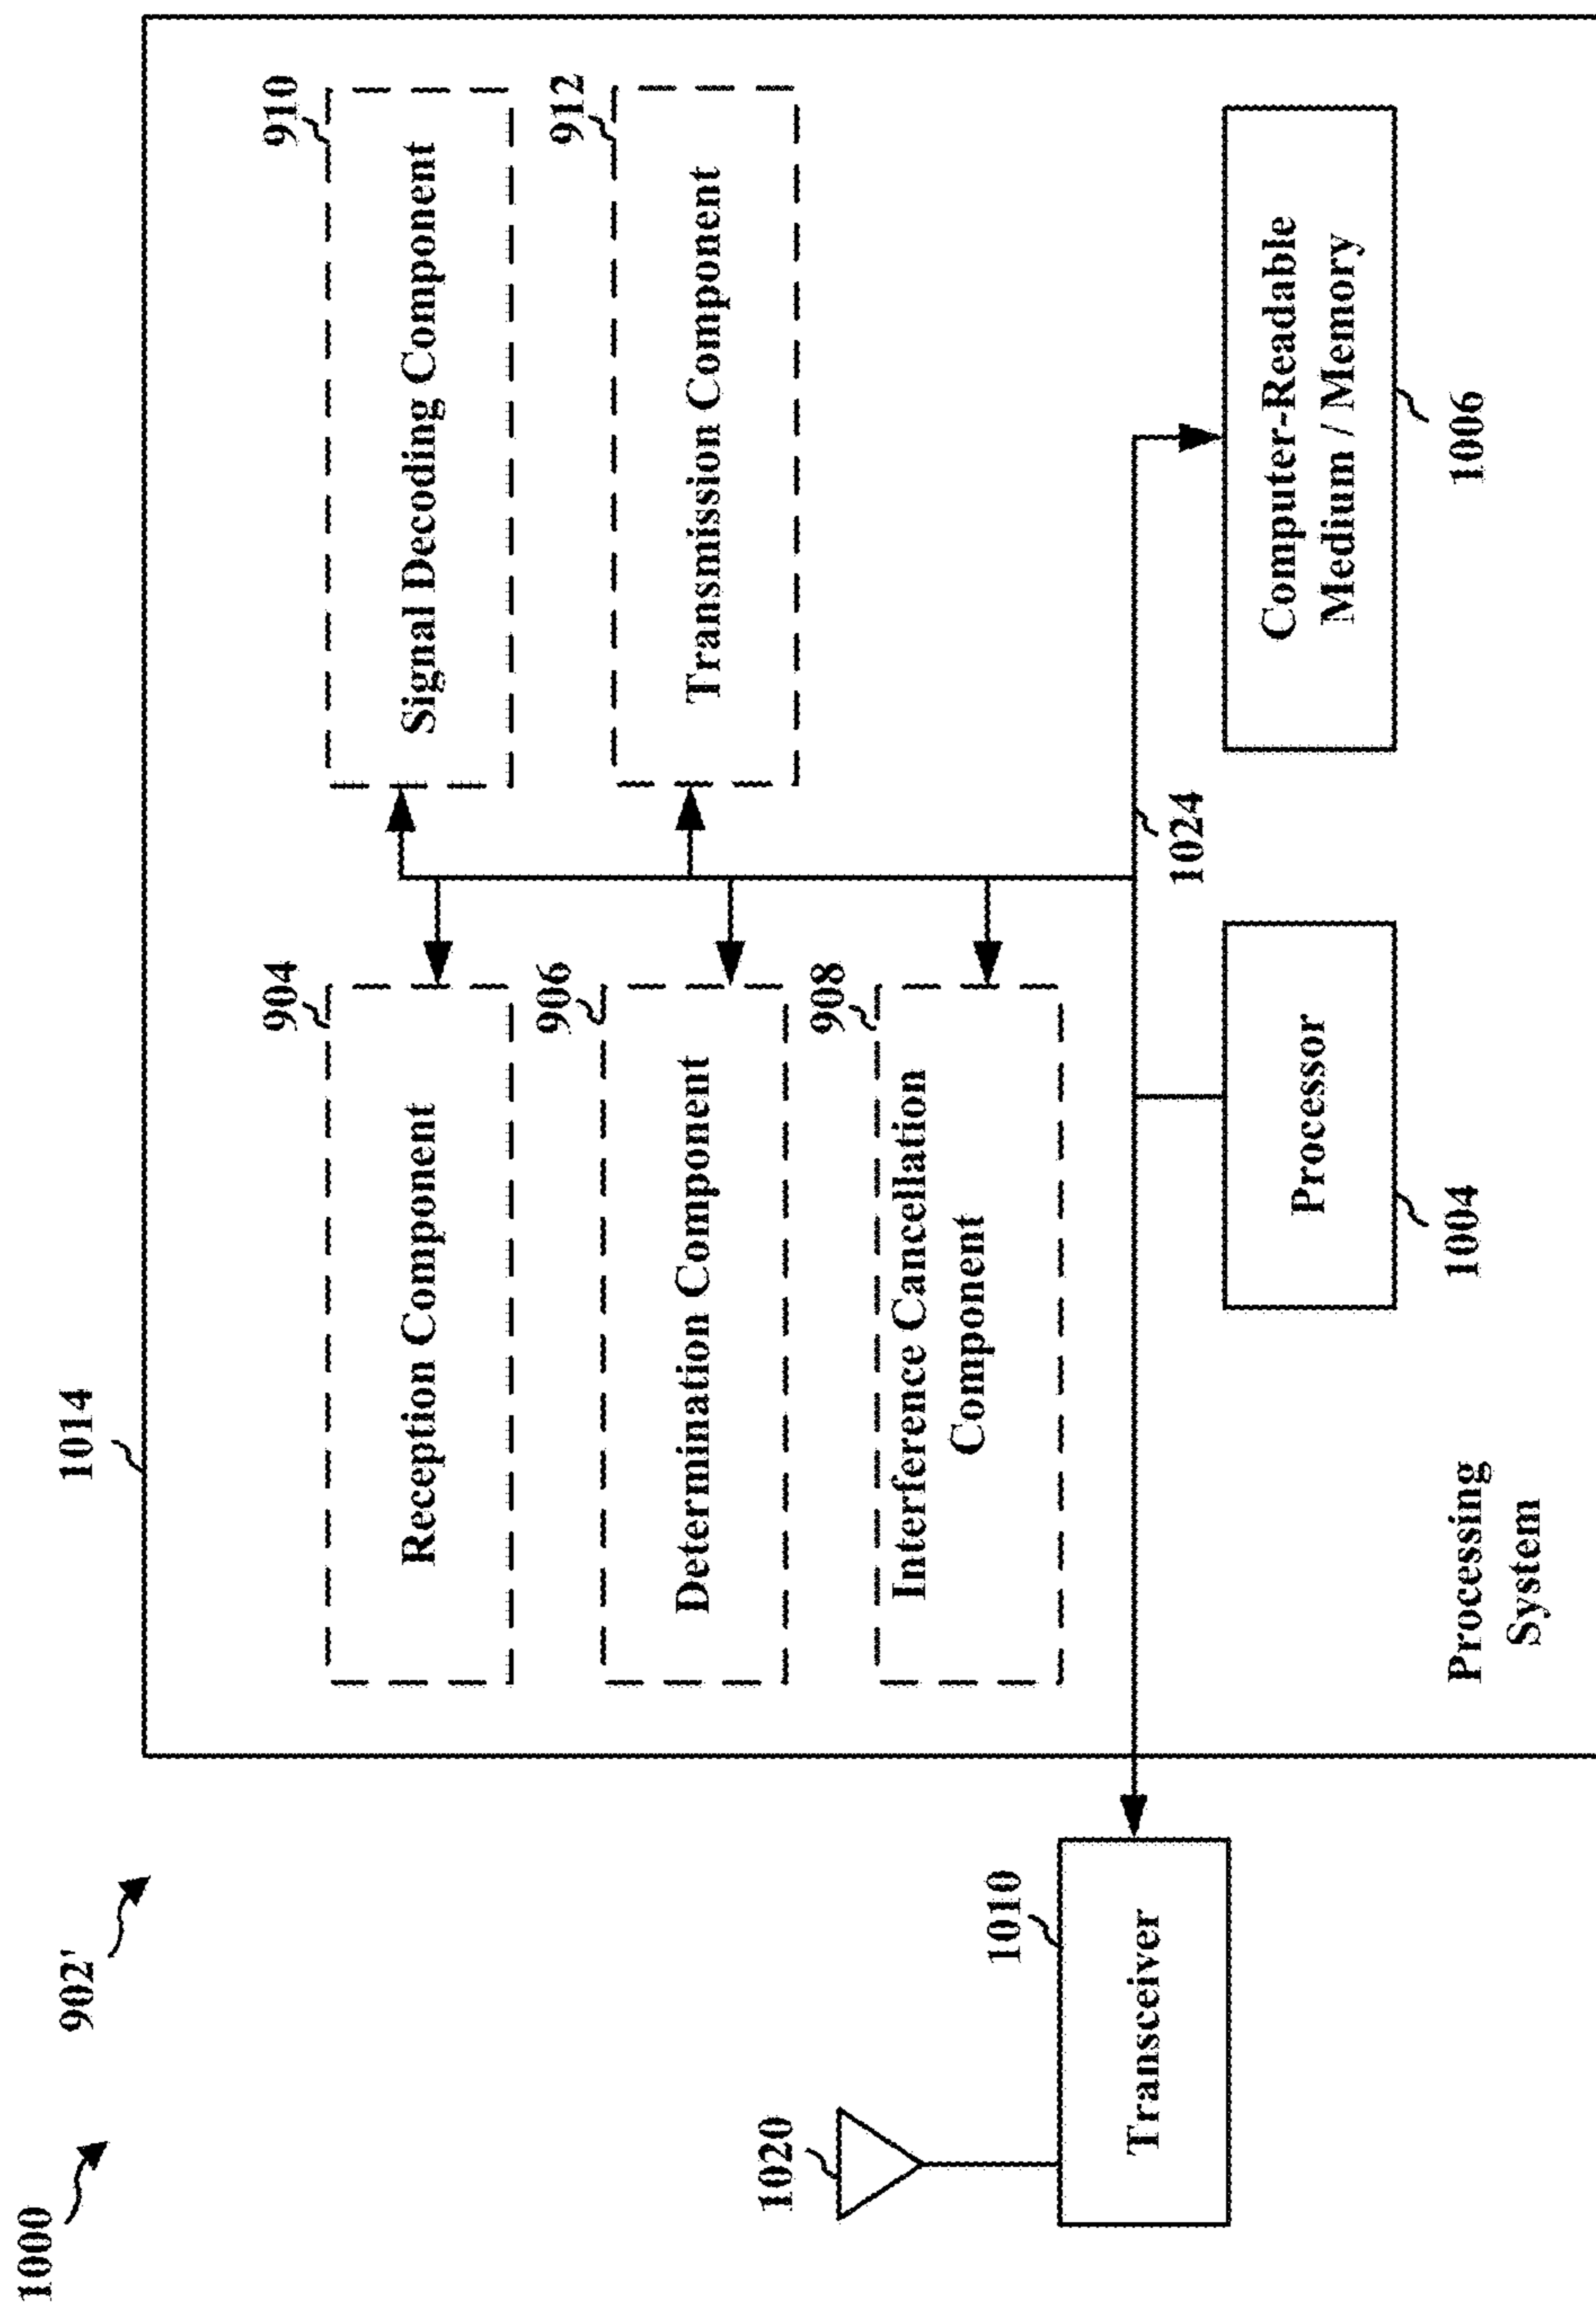 1000
902'
1014
904
Reception Component
910
Signal Decoding Component
906
Determination Component
912
Transmission Component
908
Interference Cancellation
Component
1020
1010
Transceiver
1024
Processor
1004
Computer-Readable
Medium / Memory
1006
Processing
System